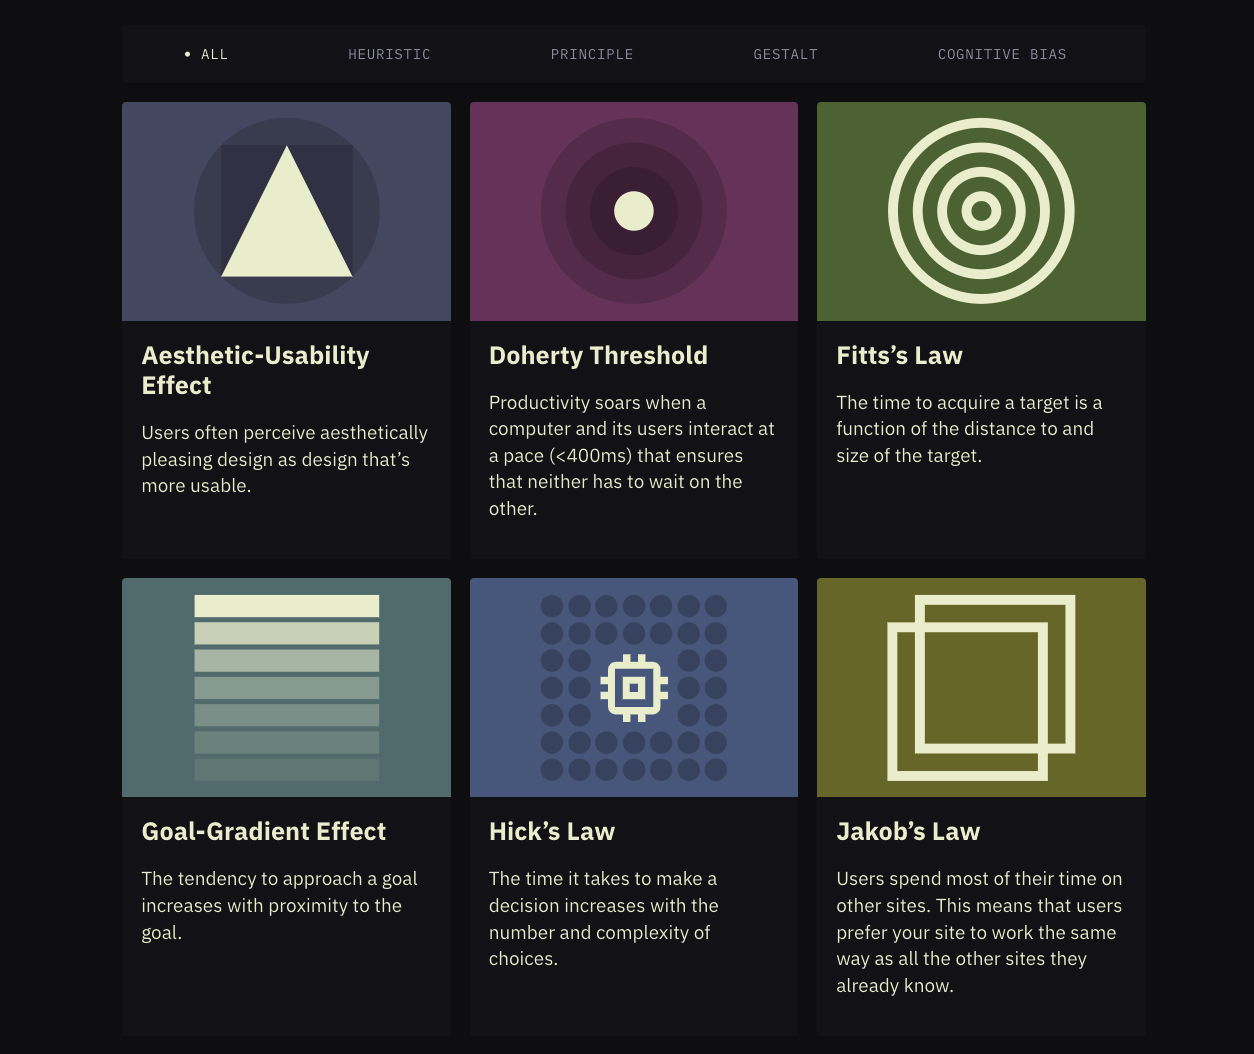 • ALL
HEURISTIC
PRINCIPLE
GESTALT
COGNITIVE BIAS
Aesthetic-Usability
Effect
Users often perceive aesthetically
pleasing design as design that’s
more usable.
Doherty Threshold
Productivity soars when a
computer and its users interact at
a pace (<400ms) that ensures
that neither has to wait on the
other.
Fitts’s Law
The time to acquire a target is a
function of the distance to and
size of the target.
Goal-Gradient Effect
The tendency to approach a goal
increases with proximity to the
goal.
Hick’s Law
The time it takes to make a
decision increases with the
number and complexity of
choices.
Jakob’s Law
Users spend most of their time on
other sites. This means that users
prefer your site to work the same
way as all the other sites they
already know.